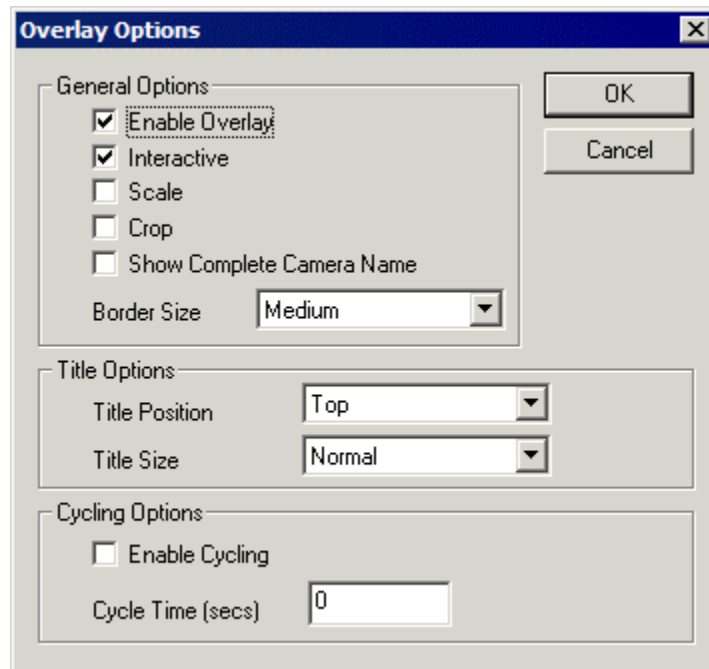 Overlay Options
General Options
Enable Overlay
Interactive
Scale
Crop
Show Complete Camera Name
Border Size Medium
OK
Cancel
Title Options
Title Position Top
Title Size Normal
Cycling Options
Enable Cycling
Cycle Time (secs) 0